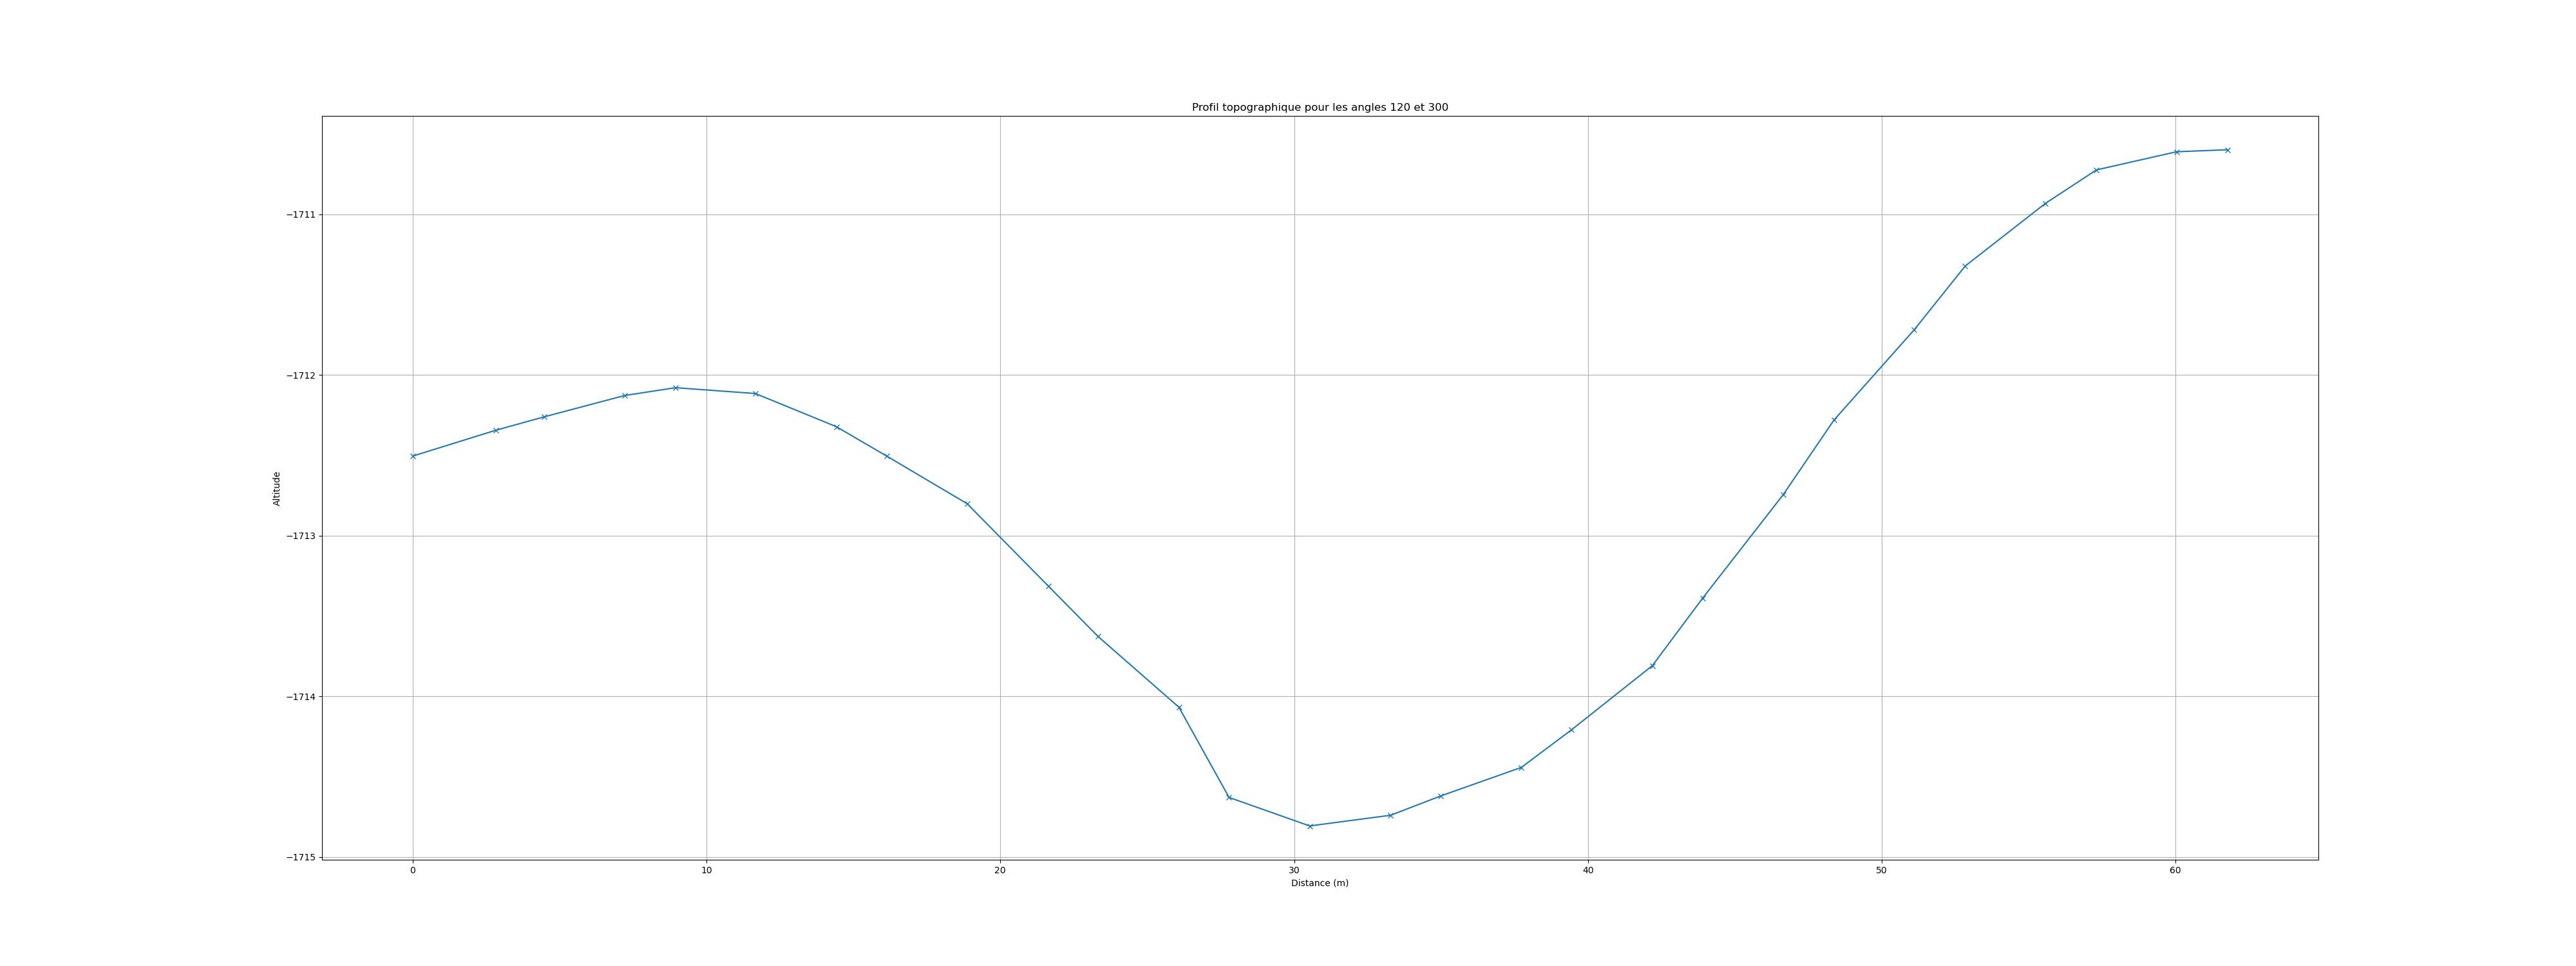 Profil topographique pour les angles 120 et 300
−1711
−1712
−1713
−1714
−1715
Altitude
0 10 20 30 40 50 60
Distance (m)